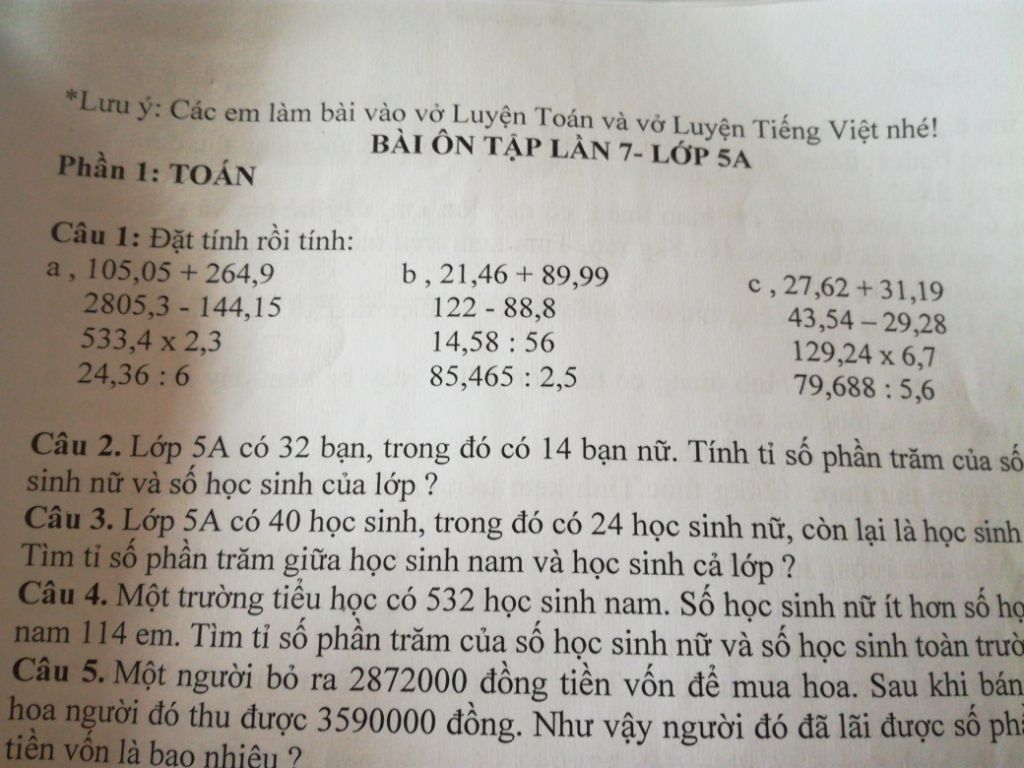 *Lưu ý: Các em làm bài vào vở Luyện Toán và vở Luyện Tiếng Việt nhé!
BÀI ÔN TẬP LẦN 7- LỚP 5A
Phần 1: TOÁN
Câu 1: Đặt tính rồi tính:
a , 105,05 + 264,9 b , 21,46 + 89,99 c , 27,62 + 31,19
2805,3 - 144,15 122 - 88,8 43,54 – 29,28
533,4 x 2,3 14,58 : 56 129,24 x 6,7
24,36 : 6 85,465 : 2,5 79,688 : 5,6
Câu 2. Lớp 5A có 32 bạn, trong đó có 14 bạn nữ. Tính tỉ số phần trăm của số
sinh nữ và số học sinh của lớp ?
Câu 3. Lớp 5A có 40 học sinh, trong đó có 24 học sinh nữ, còn lại là học sinh
Tìm tỉ số phần trăm giữa học sinh nam và học sinh cả lớp ?
Câu 4. Một trường tiểu học có 532 học sinh nam. Số học sinh nữ ít hơn số
nam 114 em. Tìm tỉ số phần trăm của số học sinh nữ và số học sinh toàn
Câu 5. Một người bỏ ra 2872000 đồng tiền vốn để mua hoa. Sau khi bán
hoa người đó thu được 3590000 đồng. Như vậy người đó đã lãi được số
tiền vốn là bao nhiêu ?